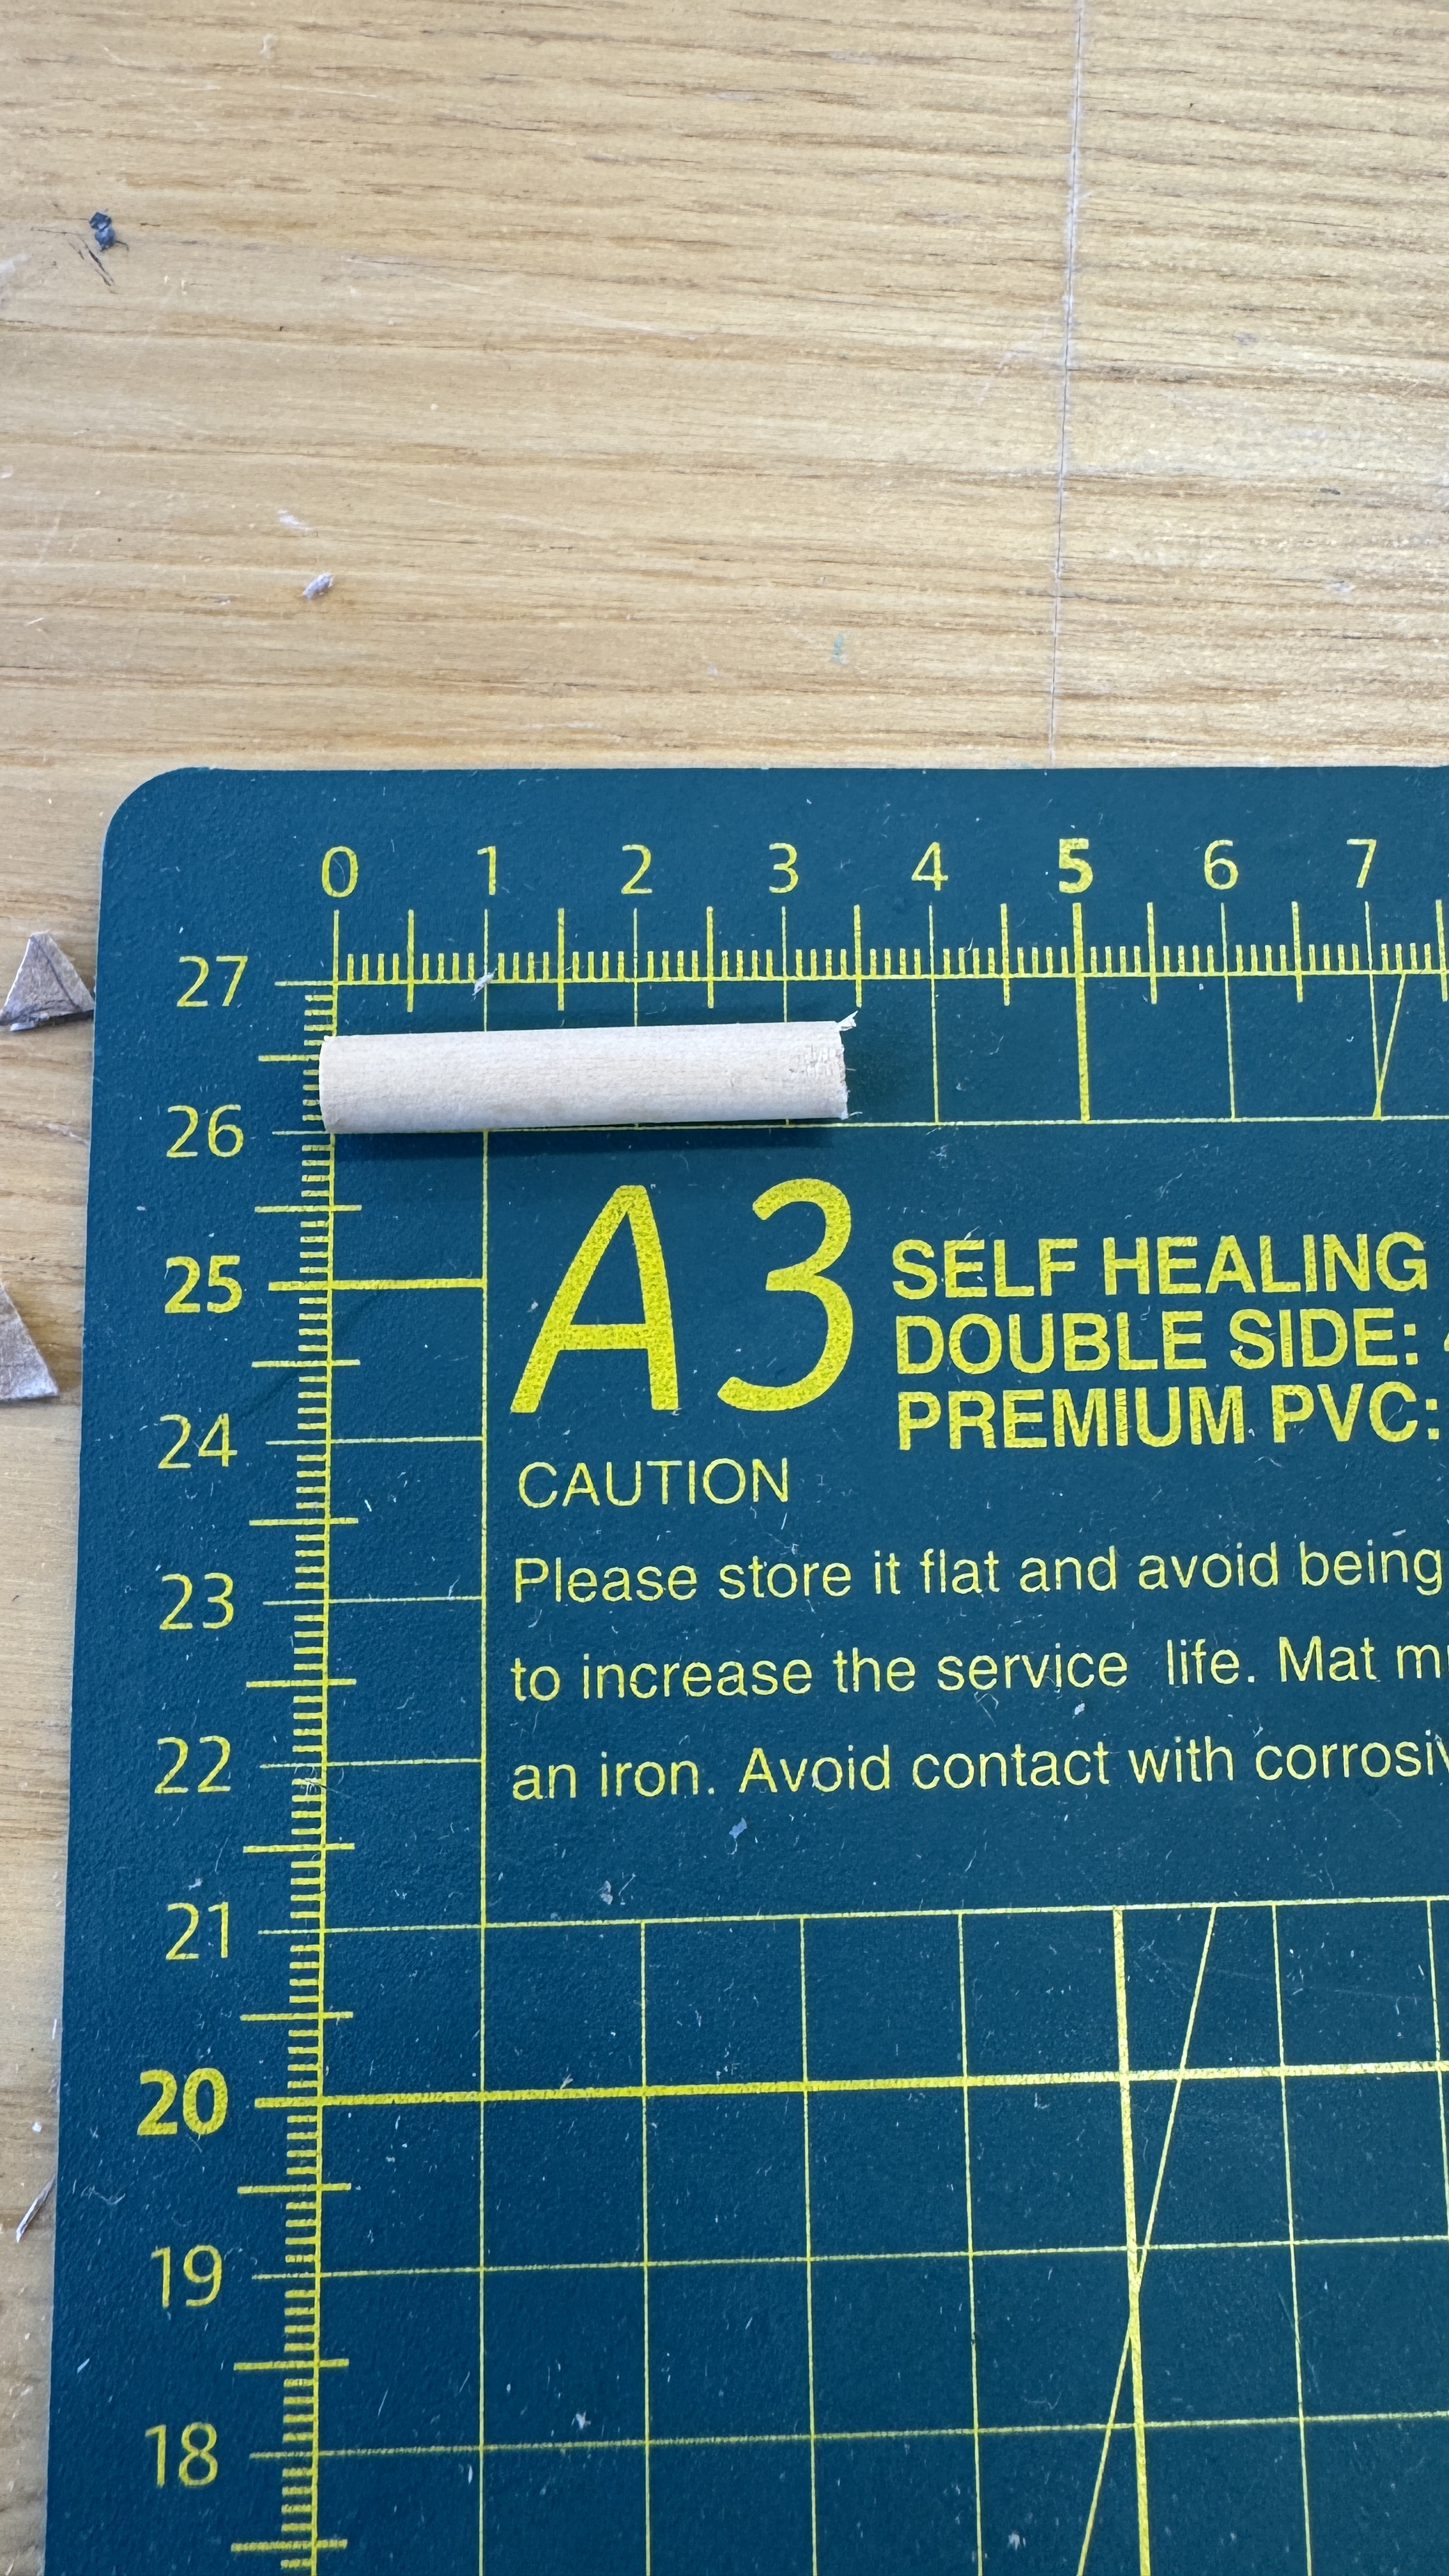 0 1 2 3 4 5 6 7
27
26
A3
SELF HEALING
DOUBLE SIDE:
PREMIUM PVC:
25
24
CAUTION
23
Please store it flat and avoid being
to increase the service life. Mat
22
an iron. Avoid contact with
21
20
19
18